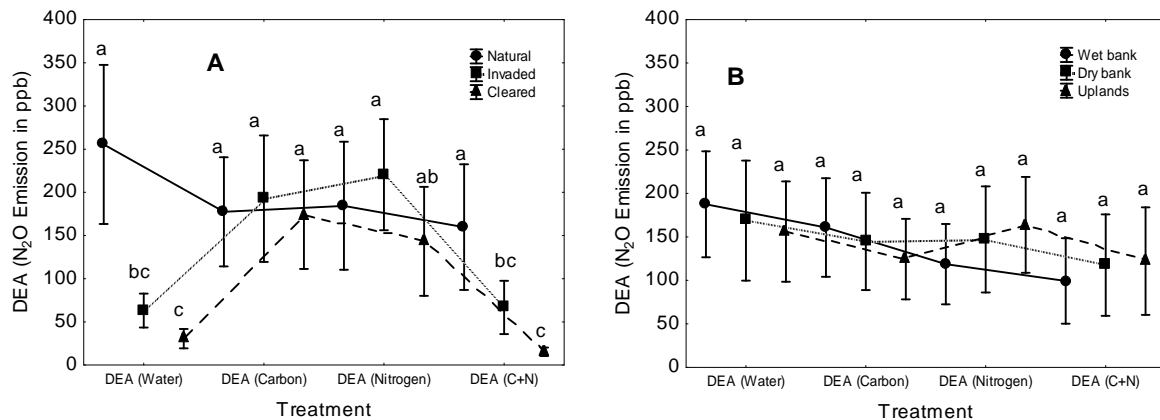 400
350
300
250
200
150
100
50
0
DEA (N₂O Emission in ppb)
A
Natural
Invaded
Cleared
a
bc
c
a
a
a
a
a
ab
a
bc
c
DEA (Water) DEA (Carbon) DEA (Nitrogen) DEA (C+N)
Treatment
400
350
300
250
200
150
100
50
0
DEA (N₂O Emission in ppb)
B
Wet bank
Dry bank
Uplands
a
a
a
a
a
a
a
a
a
a
a
a
DEA (Water) DEA (Carbon) DEA (Nitrogen) DEA (C+N)
Treatment